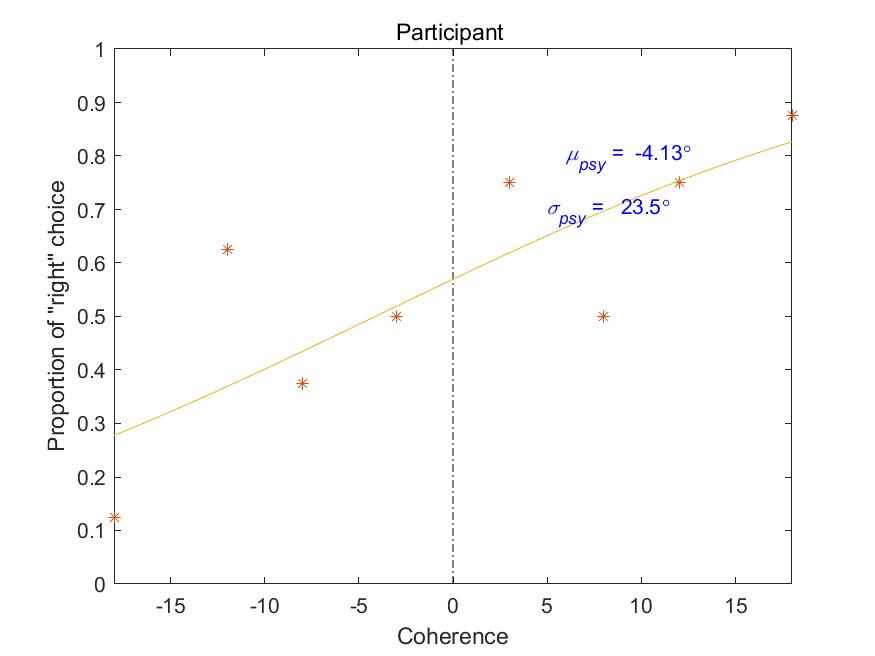 Participant
1
0.9
0.8
0.7
0.6
0.5
0.4
0.3
0.2
0.1
0
Proportion of "right" choice
μpsy = -4.13°
σpsy = 23.5°
-15 -10 -5 0 5 10 15
Coherence